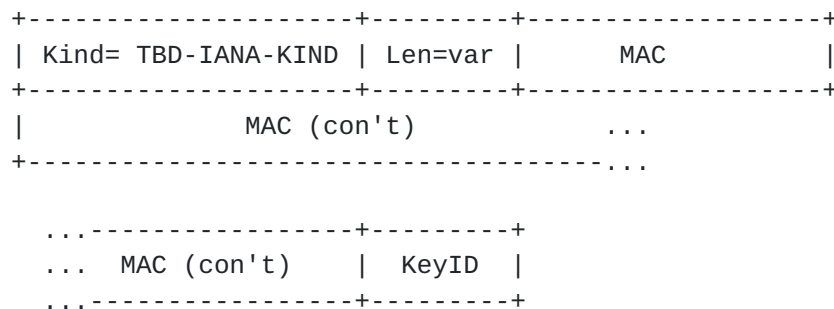 +----------------------+---------+--------------------+
| Kind= TBD-IANA-KIND | Len=var | MAC |
+----------------------+---------+--------------------+
| MAC (con't) ...
+---------------------------------------...
...------------------+---------+
... MAC (con't) | KeyID |
...------------------+---------+